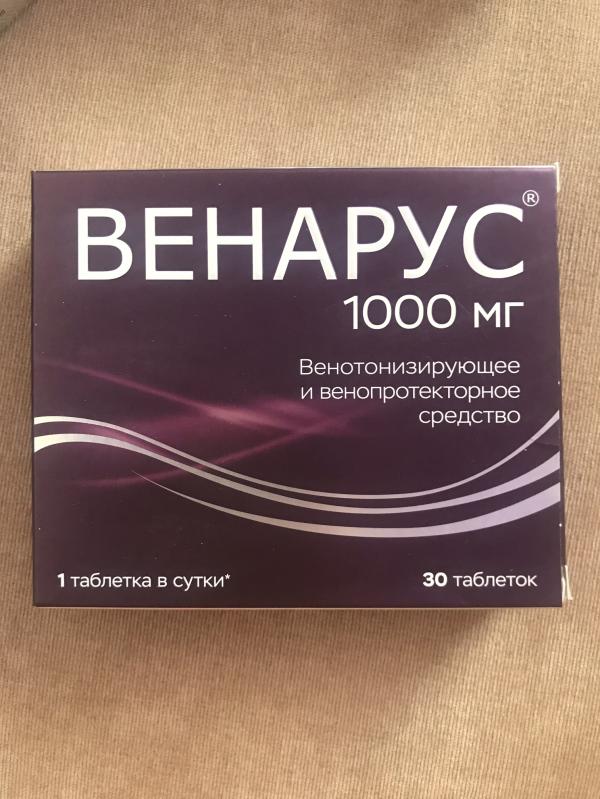 ВЕНАРУС®
1000 мг
Венотонизирующее
и венопротекторное
средство
1 таблетка в сутки*
30 таблеток